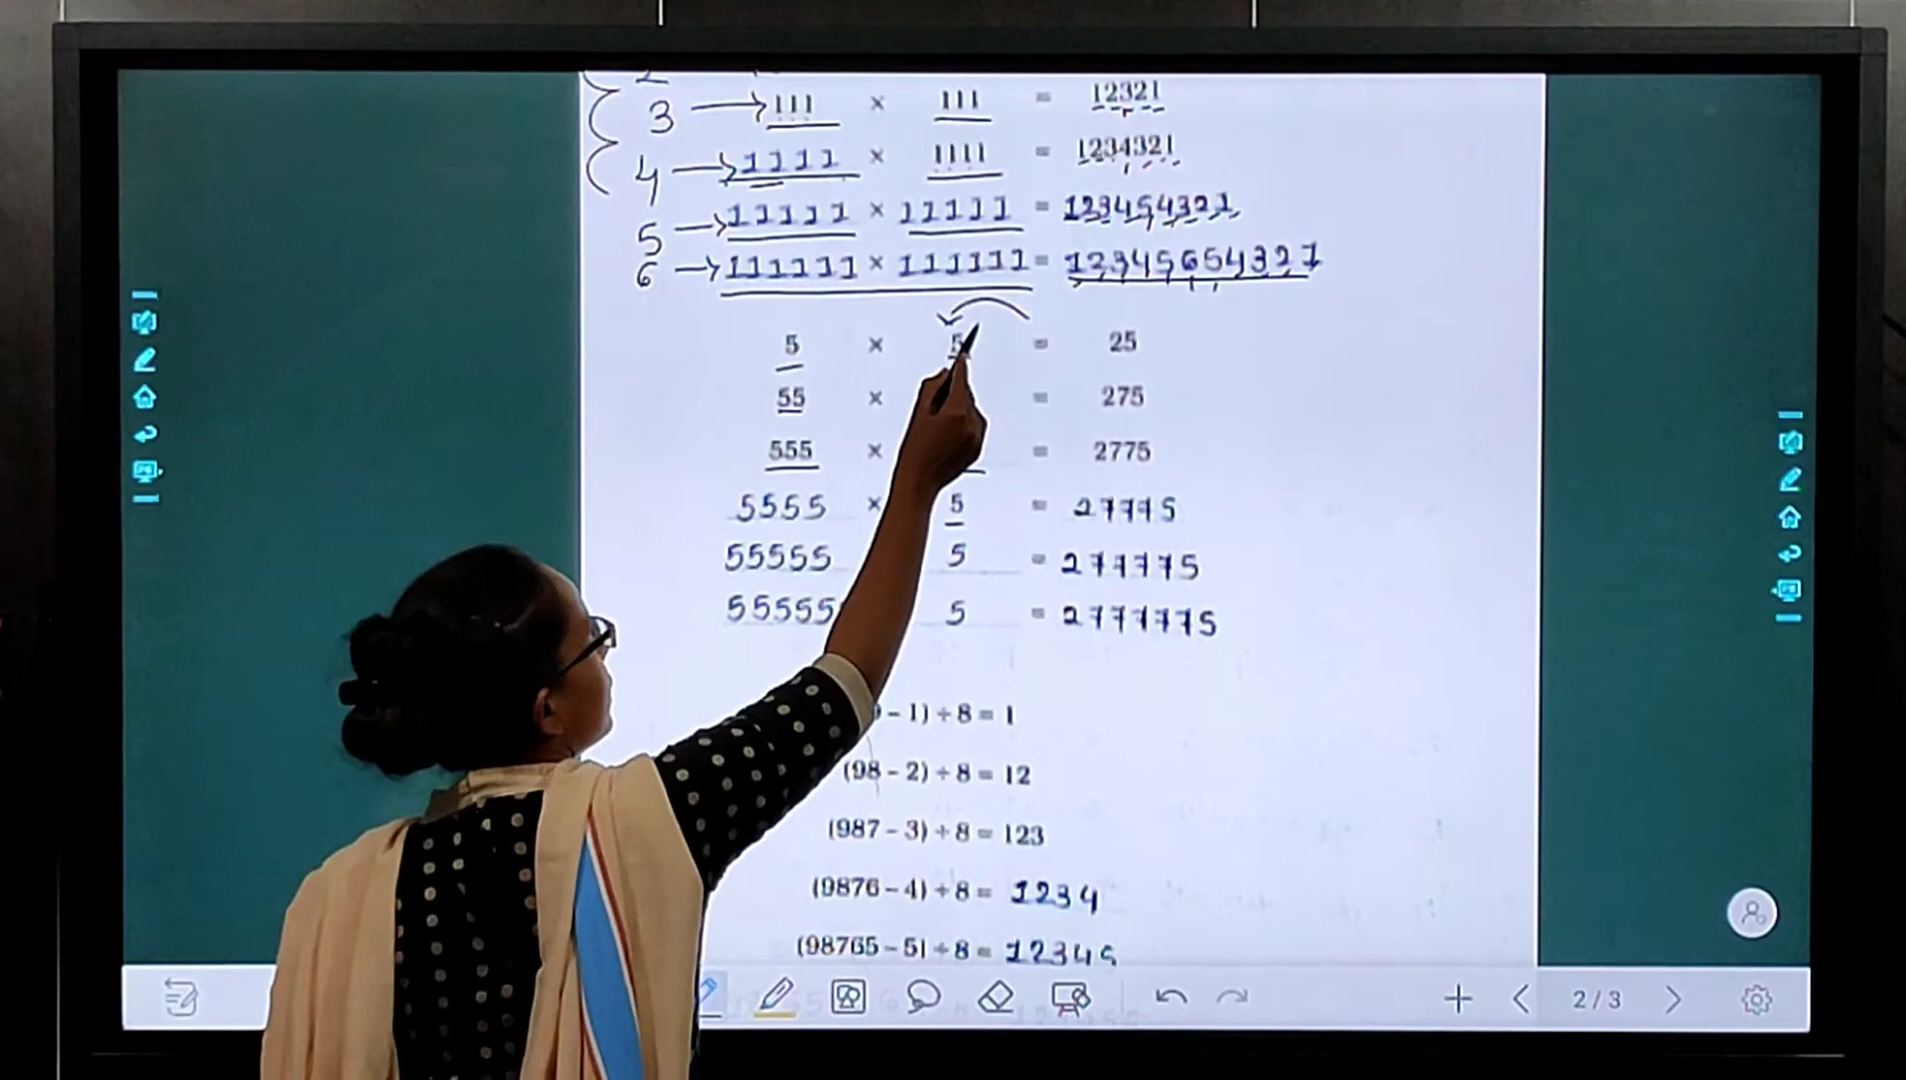 2
3 → 111 × 111 = 12321
4 → 1111 × 1111 = 1234321
5 → 11111 × 11111 = 123454321
6 → 111111 × 111111 = 12345654321
5 × 5 = 25
55 × = 275
555 × = 2775
5555 × 5 = 27775
55555 5 = 277775
55555 5 = 2777775
- 1) ÷ 8 = 1
(98 - 2) ÷ 8 = 12
(987 - 3) ÷ 8 = 123
(9876 - 4) ÷ 8 = 1234
(98765 - 5) ÷ 8 = 12345
2 / 3